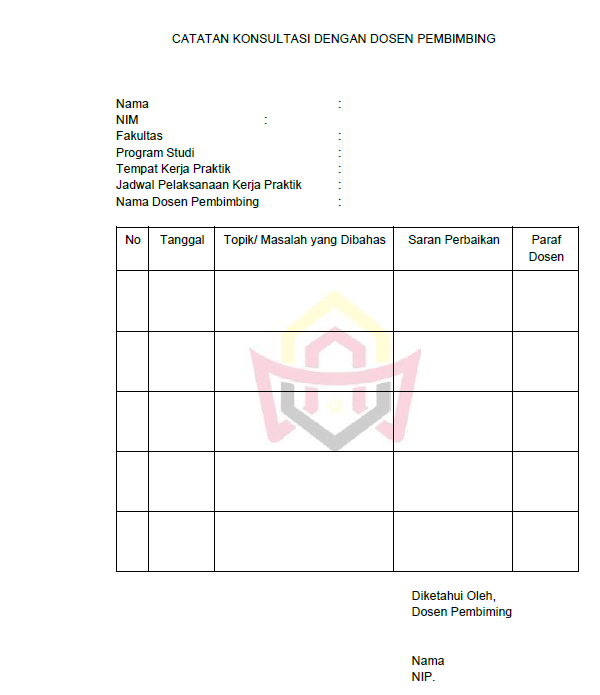 CATATAN KONSULTASI DENGAN DOSEN PEMBIMBING
Nama :
NIM :
Fakultas :
Program Studi :
Tempat Kerja Praktik :
Jadwal Pelaksanaan Kerja Praktik :
Nama Dosen Pembimbing :
No Tanggal Topik/ Masalah yang Dibahas Saran Perbaikan Paraf
Dosen
Diketahui Oleh,
Dosen Pembiming
Nama
NIP.